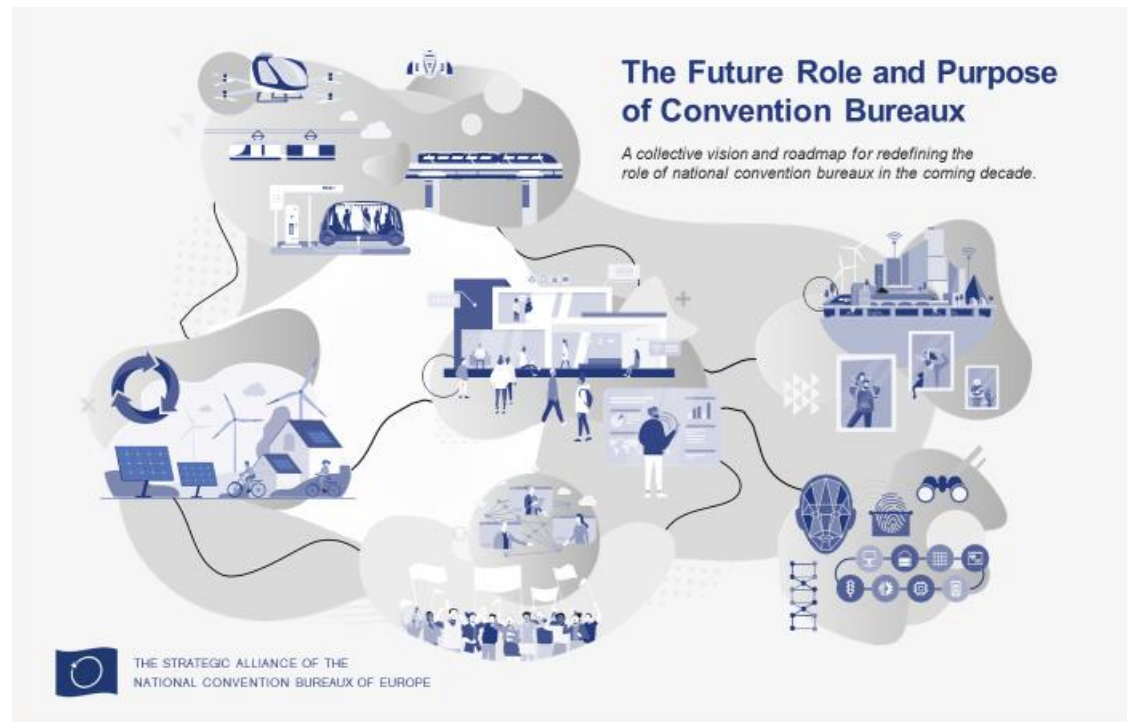 The Future Role and Purpose
of Convention Bureaux
A collective vision and roadmap for redefining the
role of national convention bureaux in the coming decade.
THE STRATEGIC ALLIANCE OF THE
NATIONAL CONVENTION BUREAUX OF EUROPE